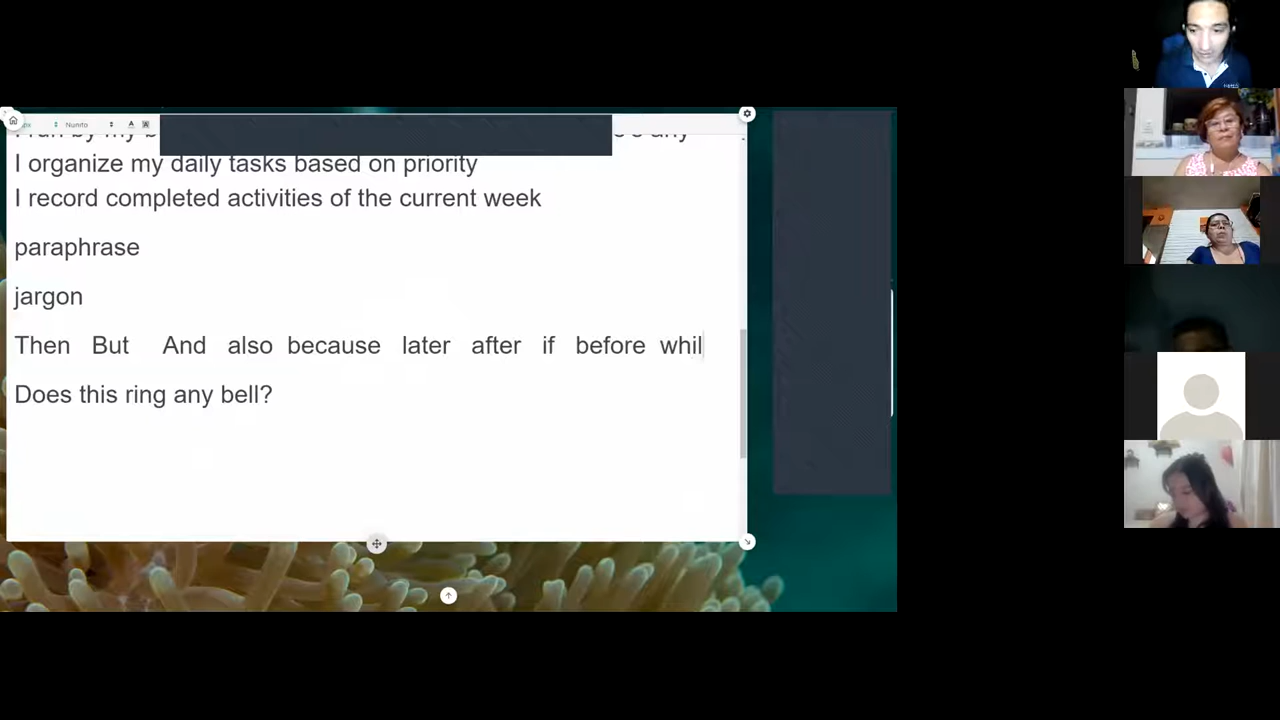 Nunito
I organize my daily tasks based on priority
I record completed activities of the current week
paraphrase
jargon
Then But And also because later after if before whil
Does this ring any bell?